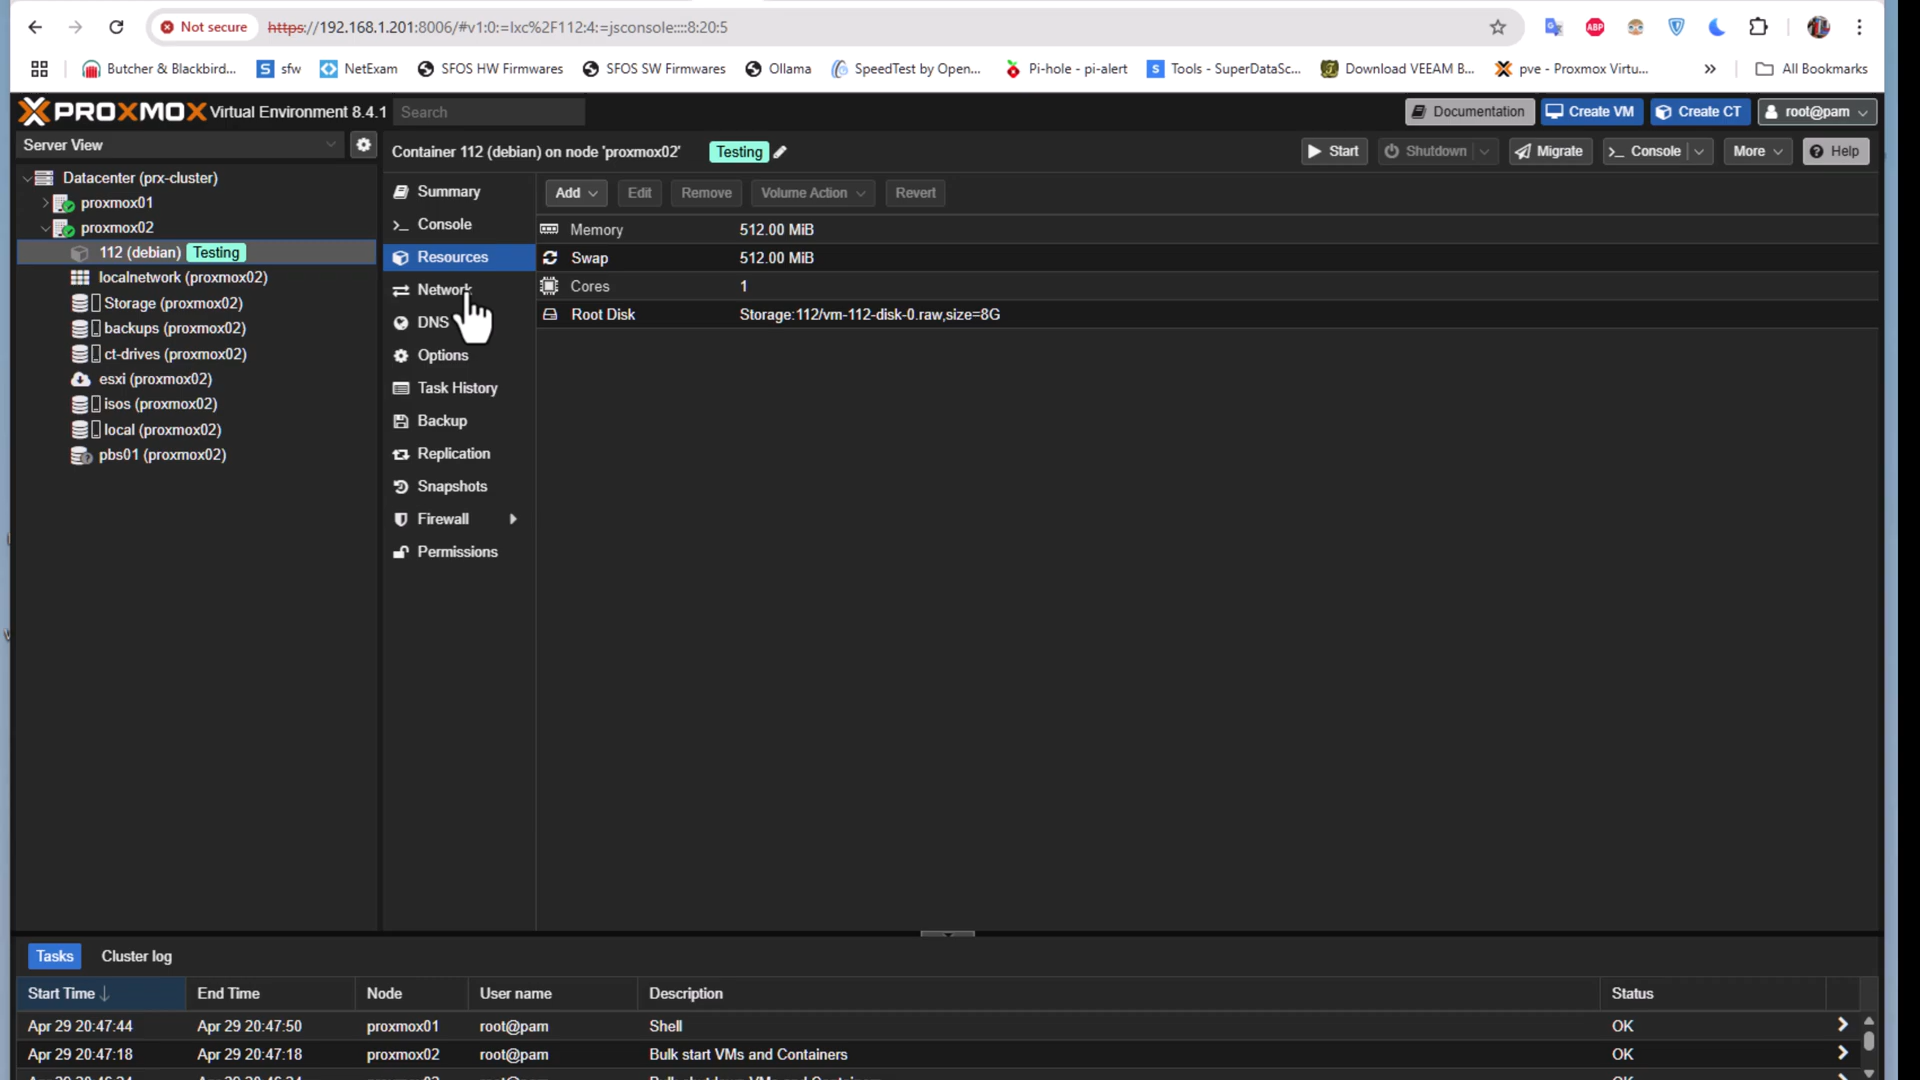 Not secure https://192.168.1.201:8006/#v1:0:=lxc%2F112:4:=jsconsole::::8:20:5
Butcher & Blackbird... sfw NetExam SFOS HW Firmwares SFOS SW Firmwares Ollama SpeedTest by Open... Pi-hole - pi-alert Tools - SuperDataSc... Download VEEAM B... pve - Proxmox Virtu... » All Bookmarks
PROXMOX Virtual Environment 8.4.1 Search Documentation Create VM Create CT root@pam
Server View
Container 112 (debian) on node 'proxmox02' Testing Start Shutdown Migrate >_ Console More Help
Datacenter (prx-cluster)
proxmox01
proxmox02
112 (debian) Testing
localnetwork (proxmox02)
Storage (proxmox02)
backups (proxmox02)
ct-drives (proxmox02)
esxi (proxmox02)
isos (proxmox02)
local (proxmox02)
pbs01 (proxmox02)
Summary
>_ Console
Resources
Network
DNS
Options
Task History
Backup
Replication
Snapshots
Firewall
Permissions
Add Edit Remove Volume Action Revert
Memory 512.00 MiB
Swap 512.00 MiB
Cores 1
Root Disk Storage:112/vm-112-disk-0.raw,size=8G
Tasks Cluster log
Start Time End Time Node User name Description Status
Apr 29 20:47:44 Apr 29 20:47:50 proxmox01 root@pam Shell OK
Apr 29 20:47:18 Apr 29 20:47:18 proxmox02 root@pam Bulk start VMs and Containers OK